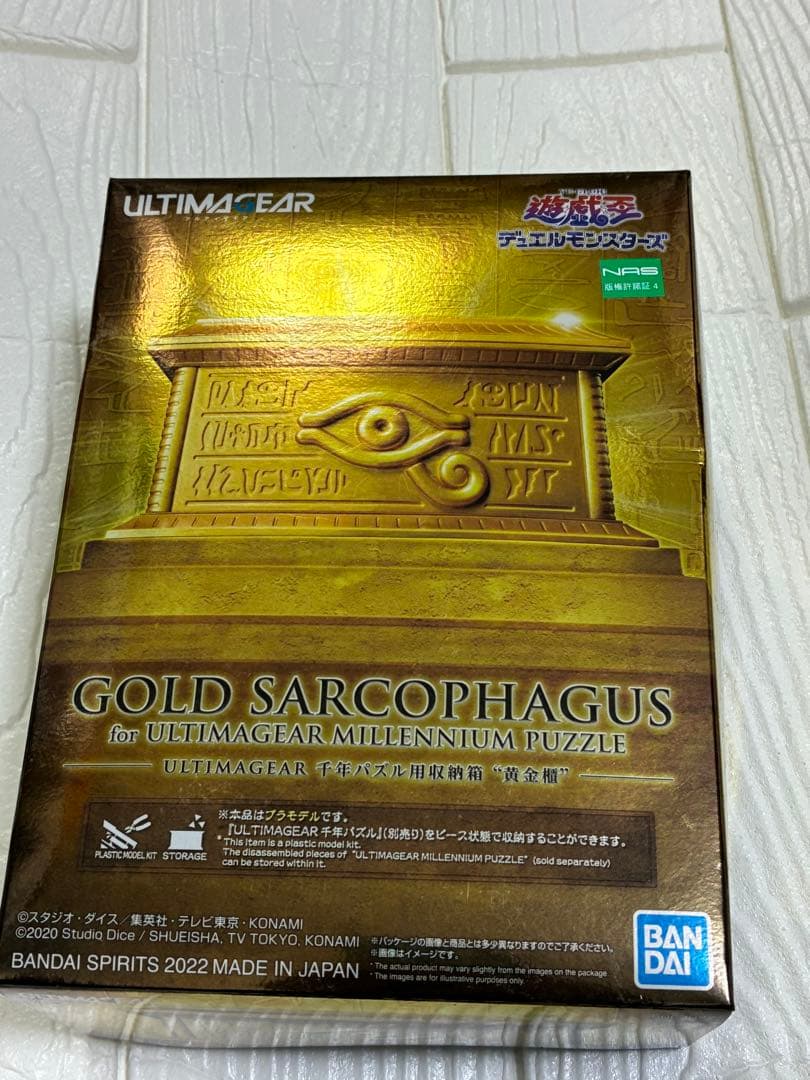 ULTIMAGEAR
遊戯王
デュエルモンスターズ
NAS
版権許諾証 4
GOLD SARCOPHAGUS
for ULTIMAGEAR MILLENNIUM PUZZLE
ULTIMAGEAR 千年パズル用収納箱 “黄金櫃”
※本品はプラモデルです。
『ULTIMAGEAR 千年パズル』(別売り)をピース状態で収納することができます。
* This item is a plastic model kit.
The disassembled pieces of "ULTIMAGEAR MILLENNIUM PUZZLE" (sold separately)
can be stored within it.
PLASTIC MODEL KIT
STORAGE
©スタジオ・ダイス／集英社・テレビ東京・KONAMI
©2020 Studio Dice / SHUEISHA, TV TOKYO, KONAMI
BANDAI SPIRITS 2022 MADE IN JAPAN
※パッケージの画像と商品とは多少異なりますのでご了承ください。
※画像はイメージです。
* The actual product may vary slightly from the images on the package.
* The images are for illustrative purposes only.
BAN
DAI